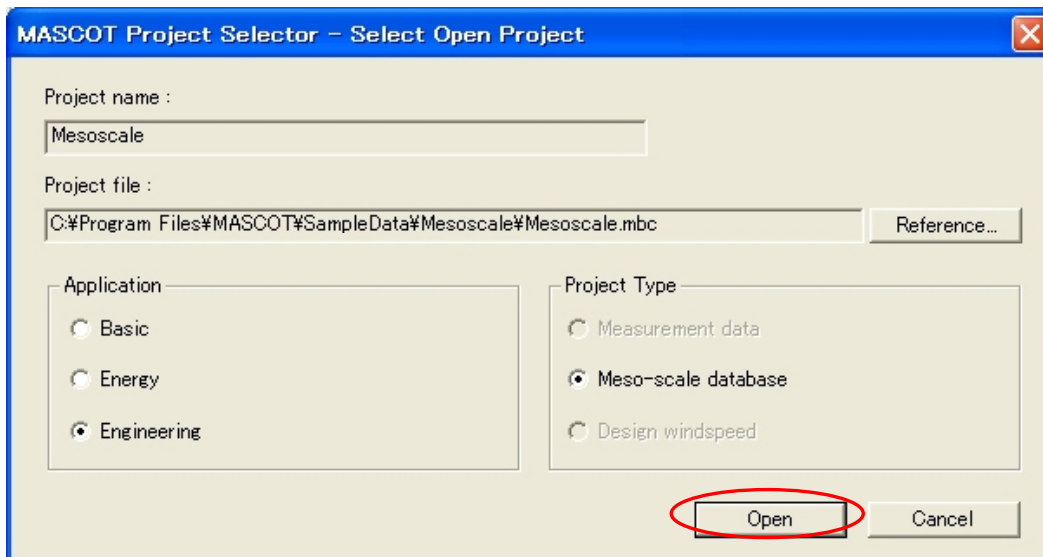 MASCOT Project Selector - Select Open Project
Project name :
Mesoscale
Project file :
C:¥Program Files¥MASCOT¥SampleData¥Mesoscale¥Mesoscale.mbc
Reference...
Application
Basic
Energy
Engineering
Project Type
Measurement data
Meso-scale database
Design windspeed
Open
Cancel